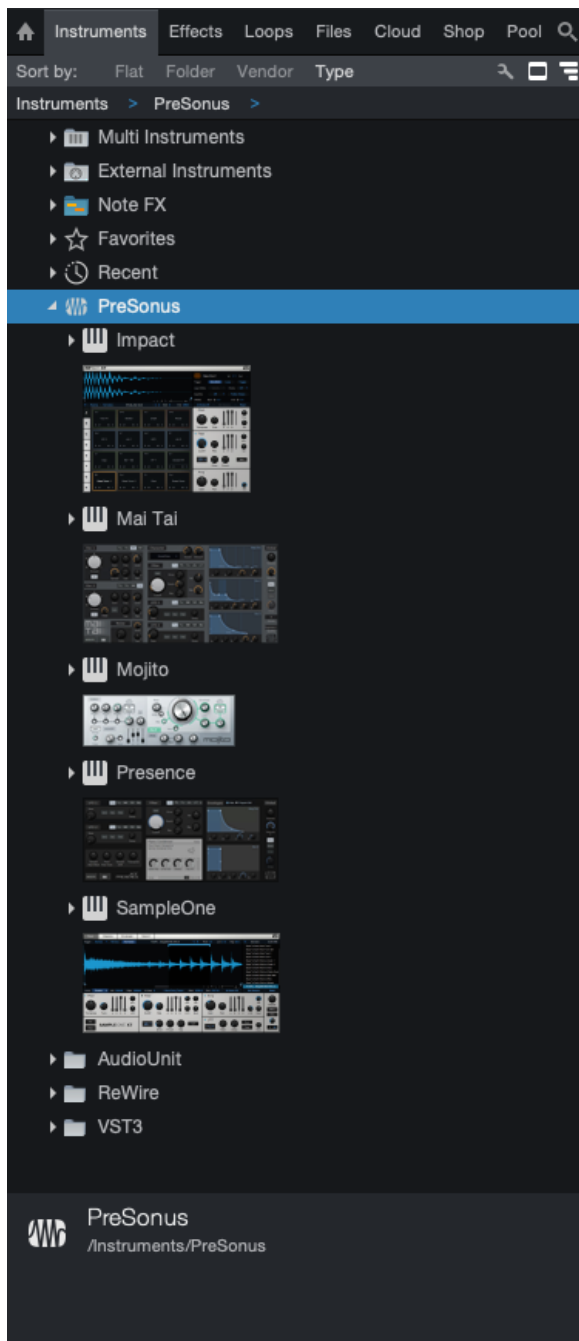 Instruments Effects Loops Files Cloud Shop Pool
Sort by: Flat Folder Vendor Type
Instruments > PreSonus >
Multi Instruments
External Instruments
Note FX
Favorites
Recent
PreSonus
Impact
Mai Tai
Mojito
mojito
Presence
SampleOne
AudioUnit
ReWire
VST3
PreSonus
/Instruments/PreSonus